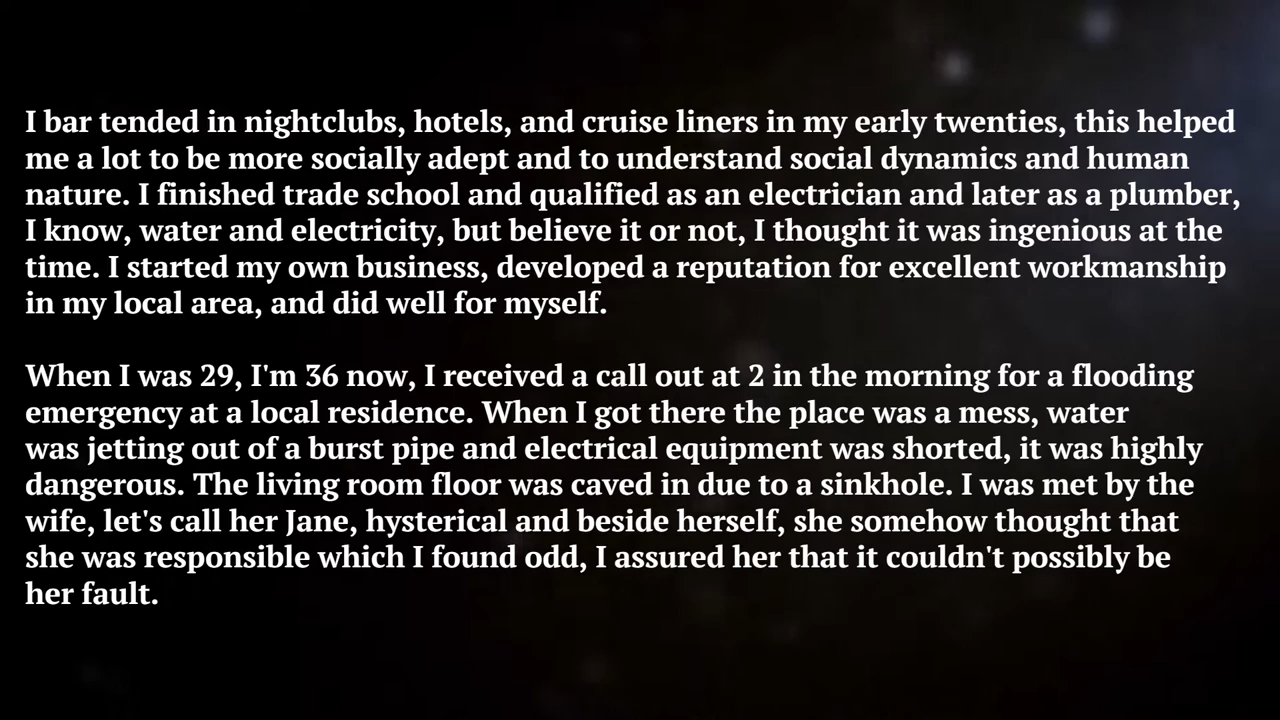 I bar tended in nightclubs, hotels, and cruise liners in my early twenties, this helped
me a lot to be more socially adept and to understand social dynamics and human
nature. I finished trade school and qualified as an electrician and later as a plumber,
I know, water and electricity, but believe it or not, I thought it was ingenious at the
time. I started my own business, developed a reputation for excellent workmanship
in my local area, and did well for myself.
When I was 29, I'm 36 now, I received a call out at 2 in the morning for a flooding
emergency at a local residence. When I got there the place was a mess, water
was jetting out of a burst pipe and electrical equipment was shorted, it was highly
dangerous. The living room floor was caved in due to a sinkhole. I was met by the
wife, let's call her Jane, hysterical and beside herself, she somehow thought that
she was responsible which I found odd, I assured her that it couldn't possibly be
her fault.